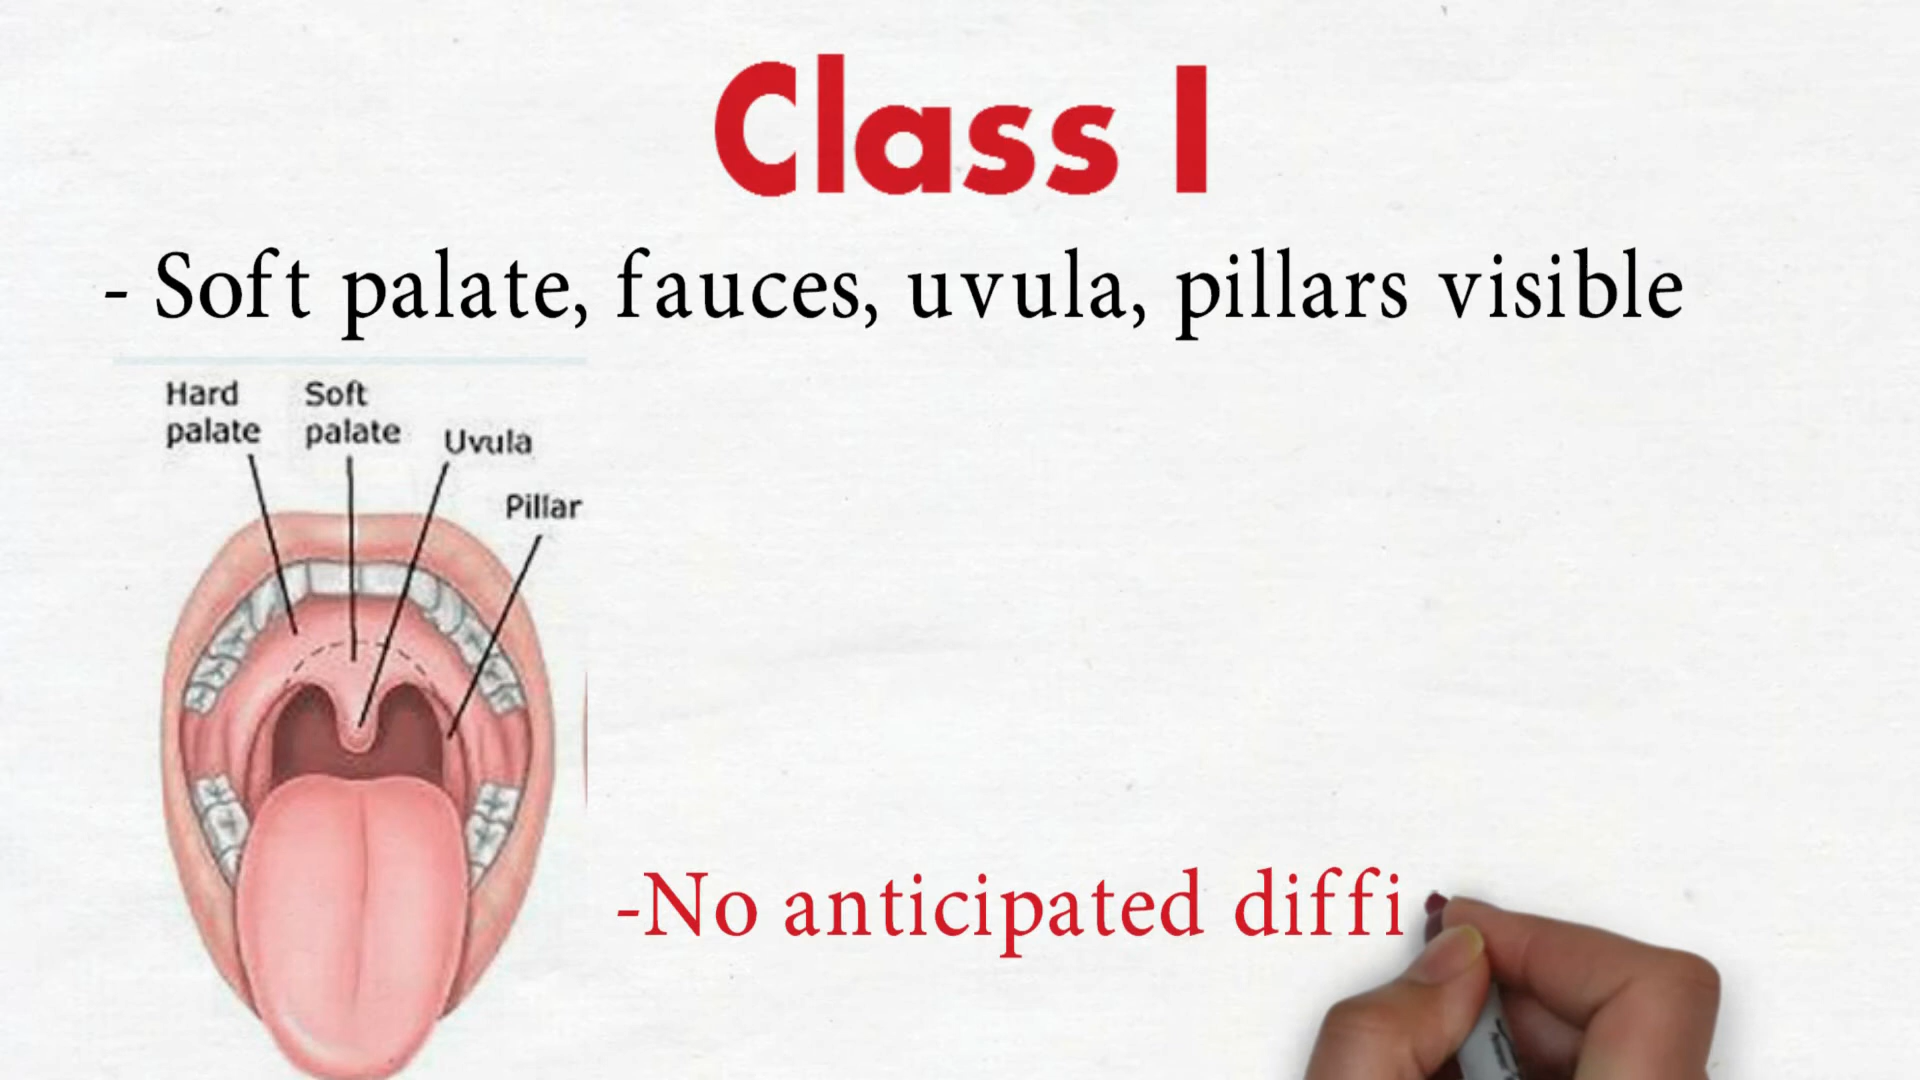 Class I
- Soft palate, fauces, uvula, pillars visible
Hard palate
Soft palate
Uvula
Pillar
-No anticipated diffi